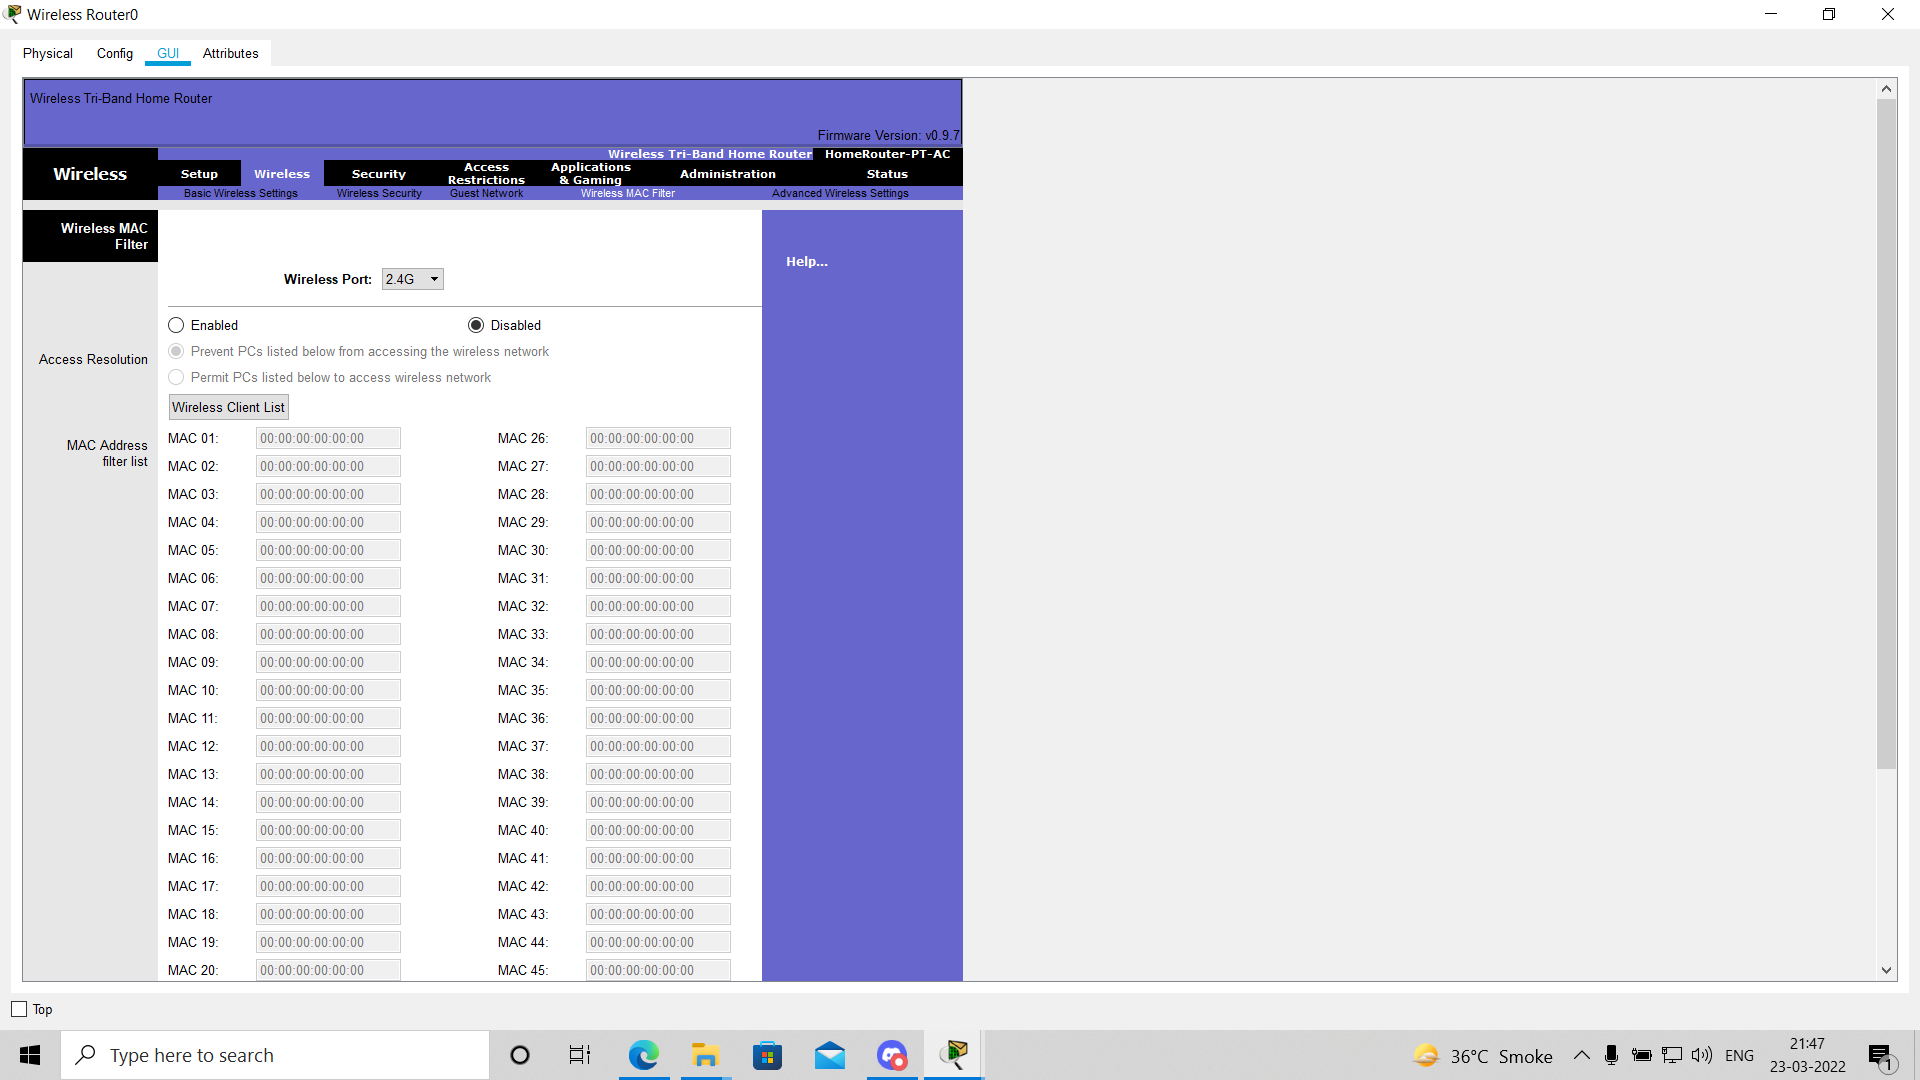 Wireless Router0
Physical Config GUI Attributes
Wireless Tri-Band Home Router
Firmware Version: v0.9.7
Wireless Tri-Band Home Router HomeRouter-PT-AC
Wireless Setup Wireless Security Access Restrictions Applications & Gaming Administration Status
Basic Wireless Settings Wireless Security Guest Network Wireless MAC Filter Advanced Wireless Settings
Wireless MAC
Filter
Help...
Wireless Port: 2.4G
Enabled Disabled
Access Resolution
Prevent PCs listed below from accessing the wireless network
Permit PCs listed below to access wireless network
Wireless Client List
MAC Address
filter list
MAC 01: 00:00:00:00:00:00 MAC 26: 00:00:00:00:00:00
MAC 02: 00:00:00:00:00:00 MAC 27: 00:00:00:00:00:00
MAC 03: 00:00:00:00:00:00 MAC 28: 00:00:00:00:00:00
MAC 04: 00:00:00:00:00:00 MAC 29: 00:00:00:00:00:00
MAC 05: 00:00:00:00:00:00 MAC 30: 00:00:00:00:00:00
MAC 06: 00:00:00:00:00:00 MAC 31: 00:00:00:00:00:00
MAC 07: 00:00:00:00:00:00 MAC 32: 00:00:00:00:00:00
MAC 08: 00:00:00:00:00:00 MAC 33: 00:00:00:00:00:00
MAC 09: 00:00:00:00:00:00 MAC 34: 00:00:00:00:00:00
MAC 10: 00:00:00:00:00:00 MAC 35: 00:00:00:00:00:00
MAC 11: 00:00:00:00:00:00 MAC 36: 00:00:00:00:00:00
MAC 12: 00:00:00:00:00:00 MAC 37: 00:00:00:00:00:00
MAC 13: 00:00:00:00:00:00 MAC 38: 00:00:00:00:00:00
MAC 14: 00:00:00:00:00:00 MAC 39: 00:00:00:00:00:00
MAC 15: 00:00:00:00:00:00 MAC 40: 00:00:00:00:00:00
MAC 16: 00:00:00:00:00:00 MAC 41: 00:00:00:00:00:00
MAC 17: 00:00:00:00:00:00 MAC 42: 00:00:00:00:00:00
MAC 18: 00:00:00:00:00:00 MAC 43: 00:00:00:00:00:00
MAC 19: 00:00:00:00:00:00 MAC 44: 00:00:00:00:00:00
MAC 20: 00:00:00:00:00:00 MAC 45: 00:00:00:00:00:00
Top
Type here to search
36°C Smoke
ENG
21:47
23-03-2022
1